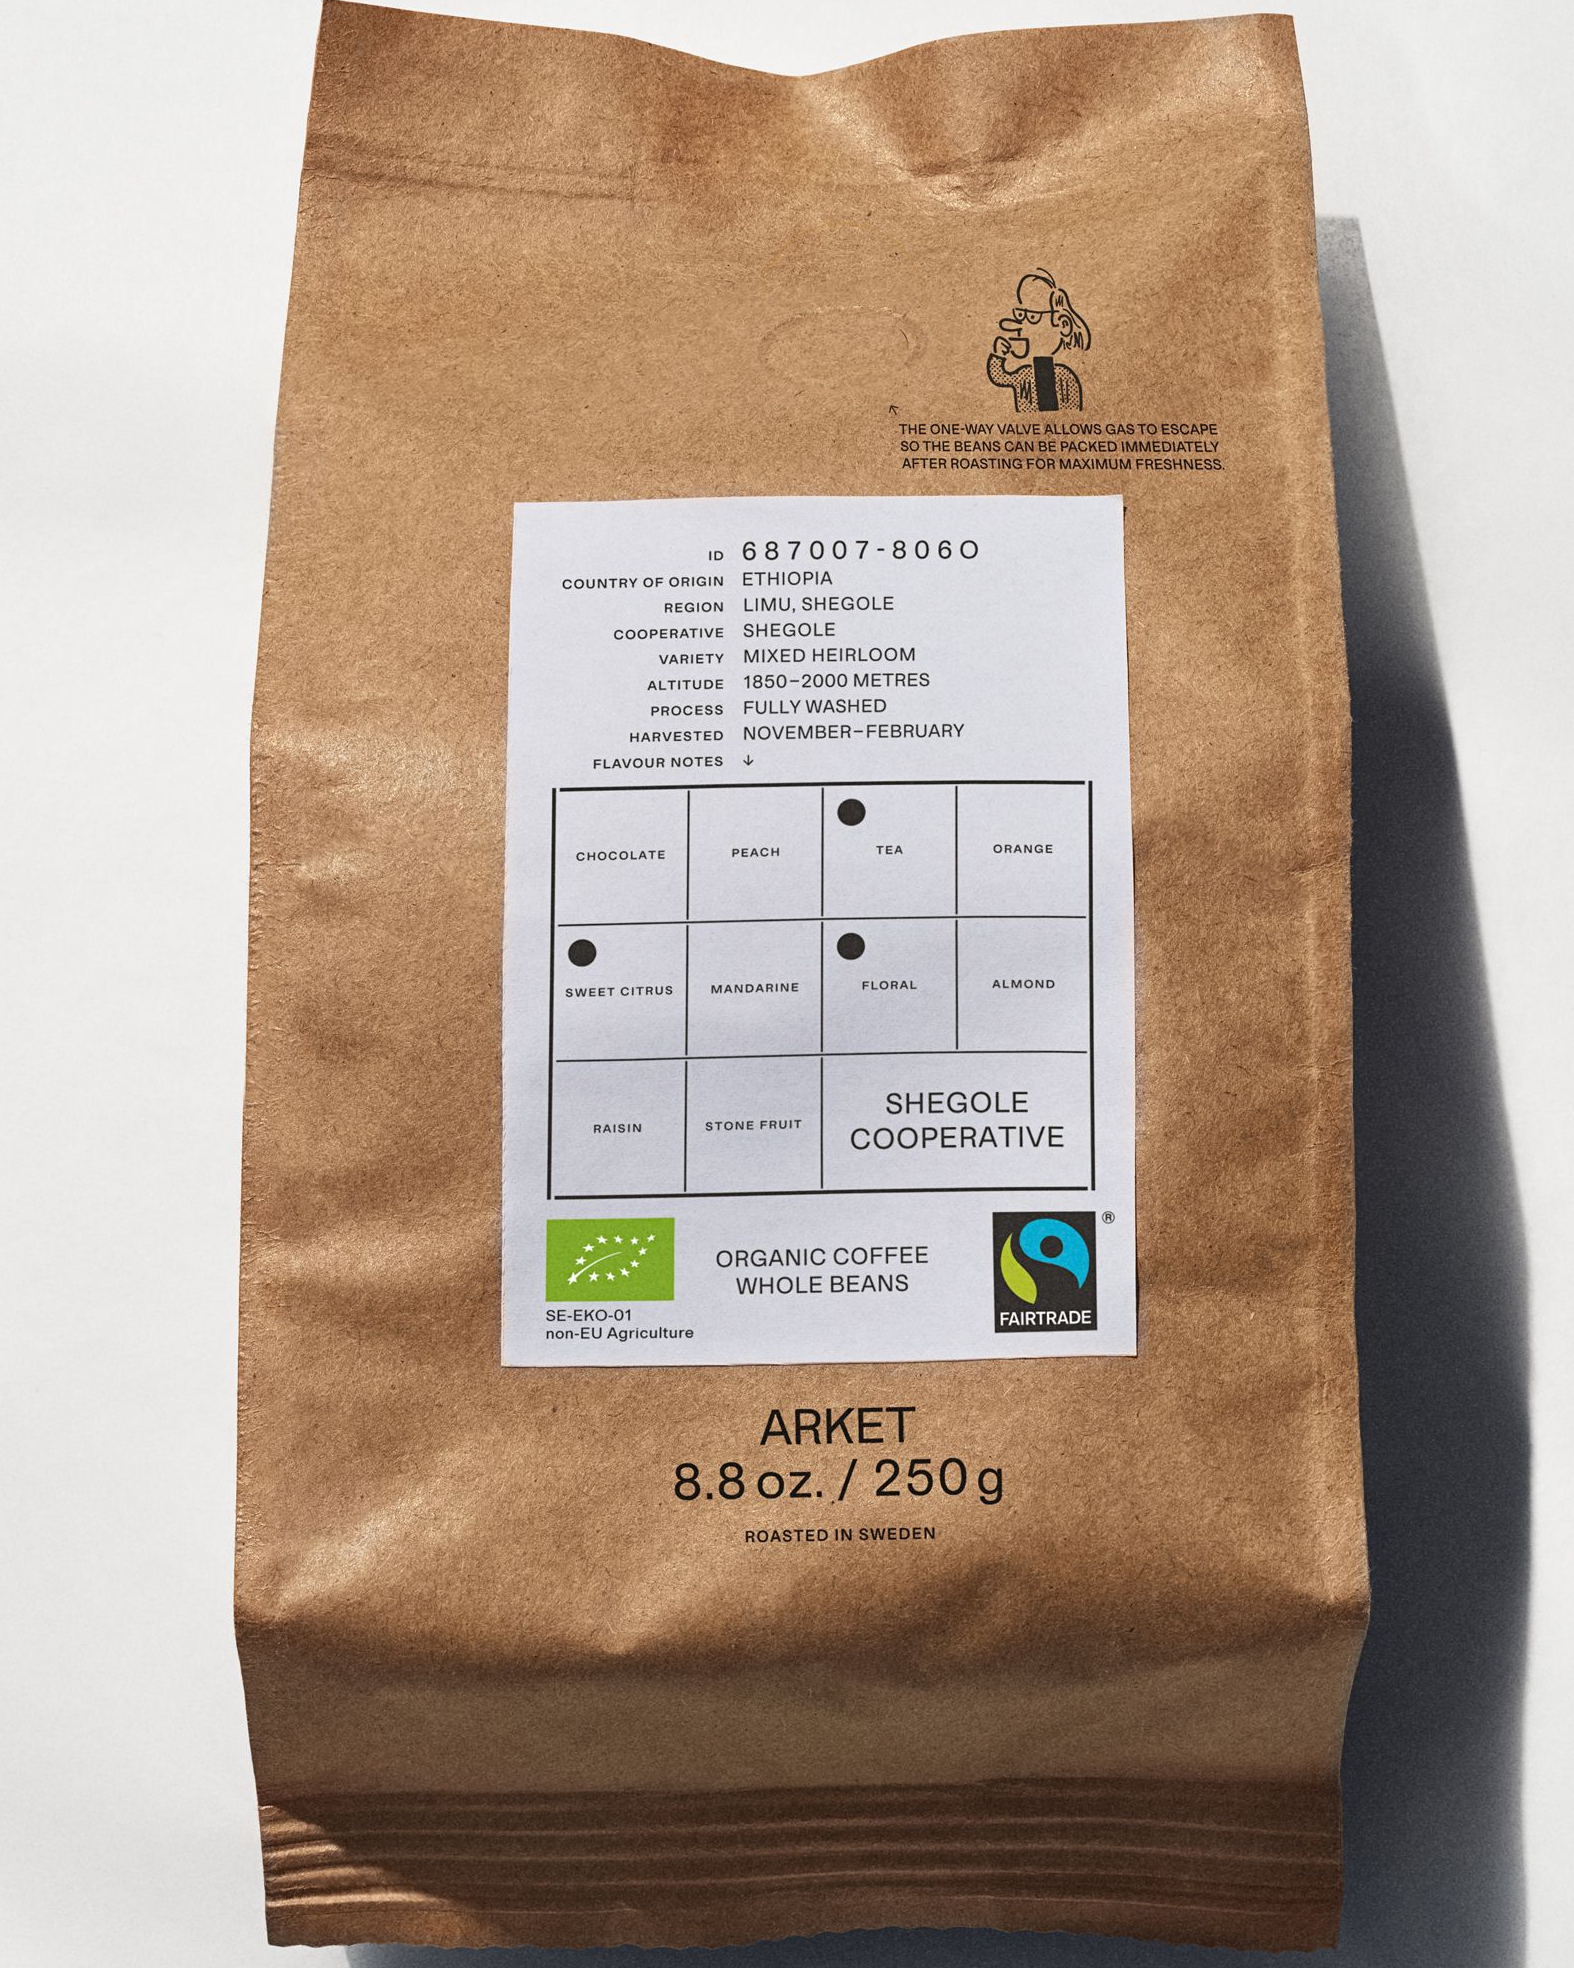 THE ONE-WAY VALVE ALLOWS GAS TO ESCAPE
SO THE BEANS CAN BE PACKED IMMEDIATELY
AFTER ROASTING FOR MAXIMUM FRESHNESS.
ID 687007-806O
COUNTRY OF ORIGIN ETHIOPIA
REGION LIMU, SHEGOLE
COOPERATIVE SHEGOLE
VARIETY MIXED HEIRLOOM
ALTITUDE 1850–2000 METRES
PROCESS FULLY WASHED
HARVESTED NOVEMBER–FEBRUARY
FLAVOUR NOTES ↓
CHOCOLATE PEACH TEA ORANGE
SWEET CITRUS MANDARINE FLORAL ALMOND
RAISIN STONE FRUIT
SHEGOLE
COOPERATIVE
ORGANIC COFFEE
WHOLE BEANS
SE-EKO-01
non-EU Agriculture
FAIRTRADE
®
ARKET
8.8 oz. / 250 g
ROASTED IN SWEDEN